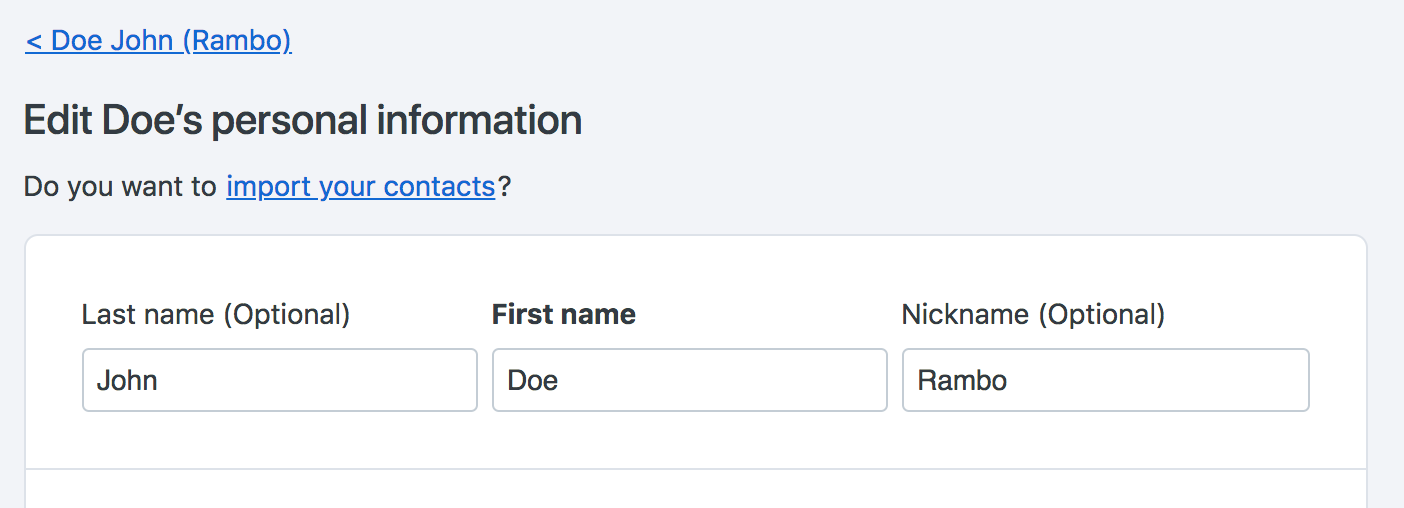 < Doe John (Rambo)
Edit Doe’s personal information
Do you want to import your contacts?
Last name (Optional) First name Nickname (Optional)
John Doe Rambo